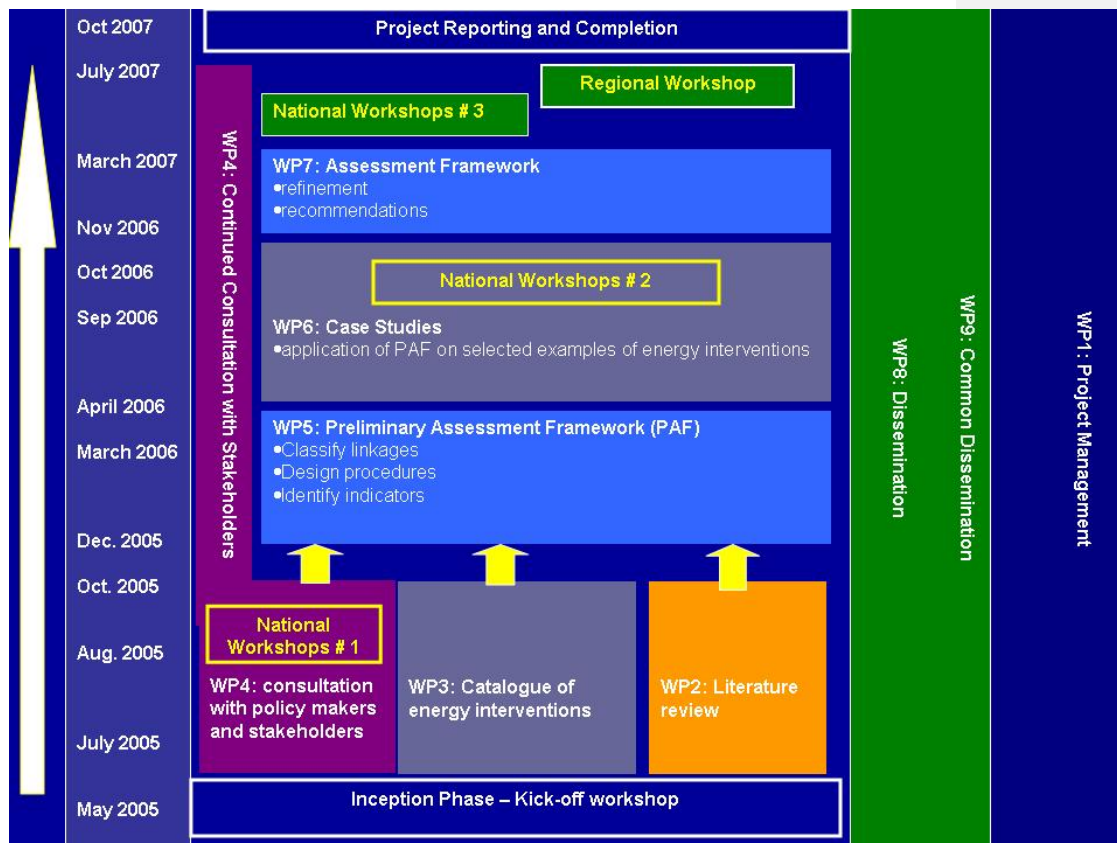 Oct 2007
Project Reporting and Completion
July 2007
Regional Workshop
National Workshops # 3
March 2007
WP7: Assessment Framework
•refinement
•recommendations
Nov 2006
Oct 2006
National Workshops # 2
Sep 2006
WP6: Case Studies
•application of PAF on selected examples of energy interventions
April 2006
WP5: Preliminary Assessment Framework (PAF)
March 2006
•Classify linkages
•Design procedures
•Identify indicators
Dec. 2005
Oct. 2005
National
Workshops # 1
Aug. 2005
WP4: consultation
with policy makers
and stakeholders
WP3: Catalogue of
energy interventions
WP2: Literature
review
July 2005
Inception Phase – Kick-off workshop
May 2005
WP4: Continued Consultation with Stakeholders
WP8: Dissemination
WP9: Common Dissemination
WP1: Project Management